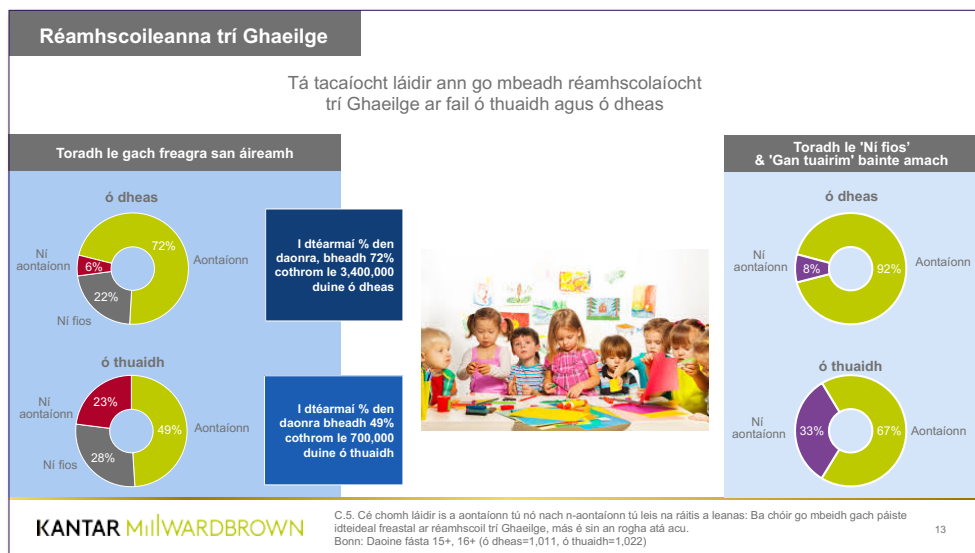 Réamhscoileanna trí Ghaeilge
Tá tacaíocht láidir ann go mbeadh réamhscolaíocht
trí Ghaeilge ar fail ó thuaidh agus ó dheas
Toradh le gach freagra san áireamh
ó dheas
72%
Aontaíonn
Ní
aontaíonn
6%
22%
Ní fios
I dtéarmaí % den
daonra, bheadh 72%
cothrom le 3,400,000
duine ó dheas
ó thuaidh
23%
Ní
aontaíonn
49%
Aontaíonn
28%
Ní fios
I dtéarmaí % den
daonra bheadh 49%
cothrom le 700,000
duine ó thuaidh
Toradh le 'Ní fios’
& 'Gan tuairim' bainte amach
ó dheas
Ní
aontaíonn
8%
92%
Aontaíonn
ó thuaidh
Ní
aontaíonn
33%
67%
Aontaíonn
KANTAR MillWARDBROWN
C.5. Cé chomh láidir is a aontaíonn tú nó nach n-aontaíonn tú leis na ráitis a leanas: Ba chóir go mbeidh gach páiste
idteideal freastal ar réamhscoil trí Ghaeilge, más é sin an rogha atá acu.
Bonn: Daoine fásta 15+, 16+ (ó dheas=1,011, ó thuaidh=1,022)
13